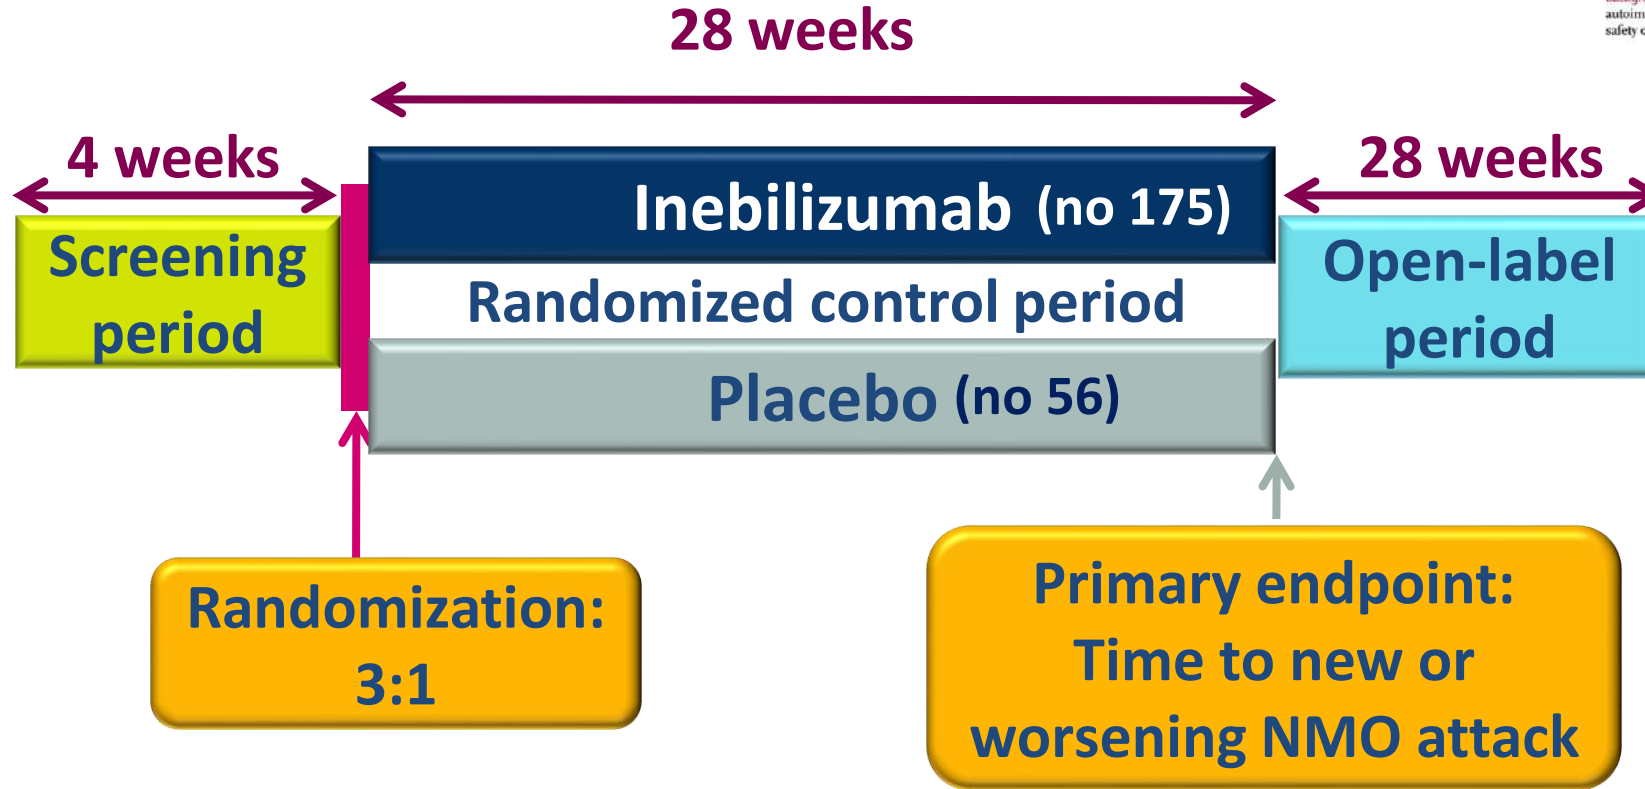 28 weeks
autoim
safety o
4 weeks
28 weeks
Inebilizumab (no 175)
Screening
period
Open-label
period
Randomized control period
Placebo (no 56)
Randomization:
3:1
Primary endpoint:
Time to new or
worsening NMO attack